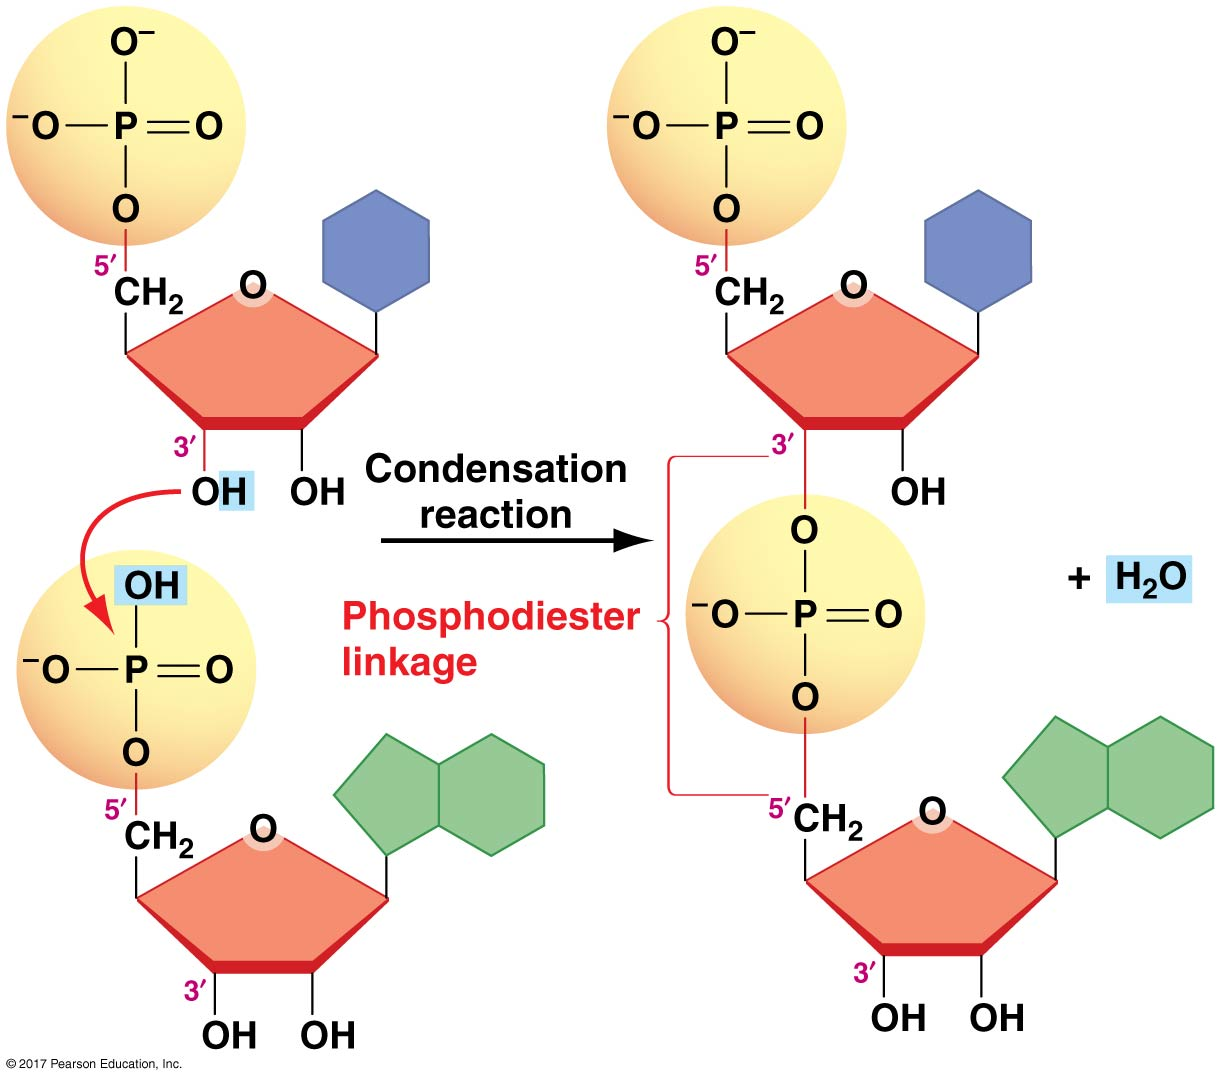 O⁻
O⁻
⁻O P O
⁻O P O
O
O
5′
5′
CH₂
O
CH₂
O
3′
3′
OH
OH
OH
Condensation
reaction
O
OH
⁻O P O
+ H₂O
Phosphodiester
linkage
⁻O P O
O
O
5′
CH₂
O
5′
CH₂
O
3′
OH
OH
3′
OH
OH
© 2017 Pearson Education, Inc.